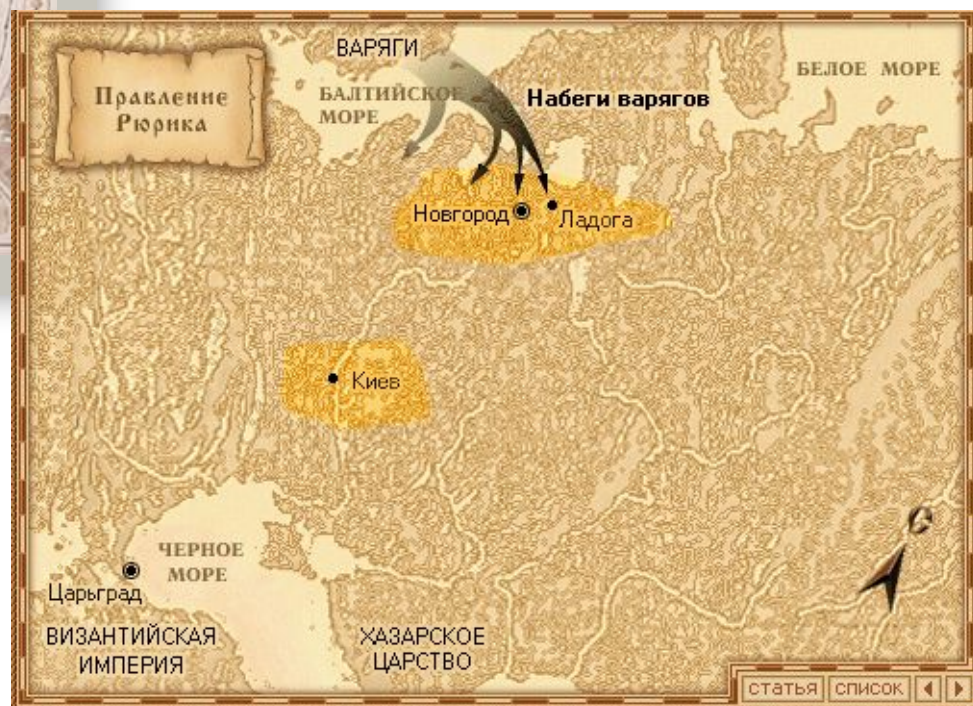 ВАРЯГИ
Правление
Рюрика
БАЛТИЙСКОЕ
МОРЕ
Набеги варягов
БЕЛОЕ МОРЕ
Новгород
Ладога
Киев
ЧЕРНОЕ
МОРЕ
Царьград
ВИЗАНТИЙСКАЯ
ИМПЕРИЯ
ХАЗАРСКОЕ
ЦАРСТВО
С
статья список